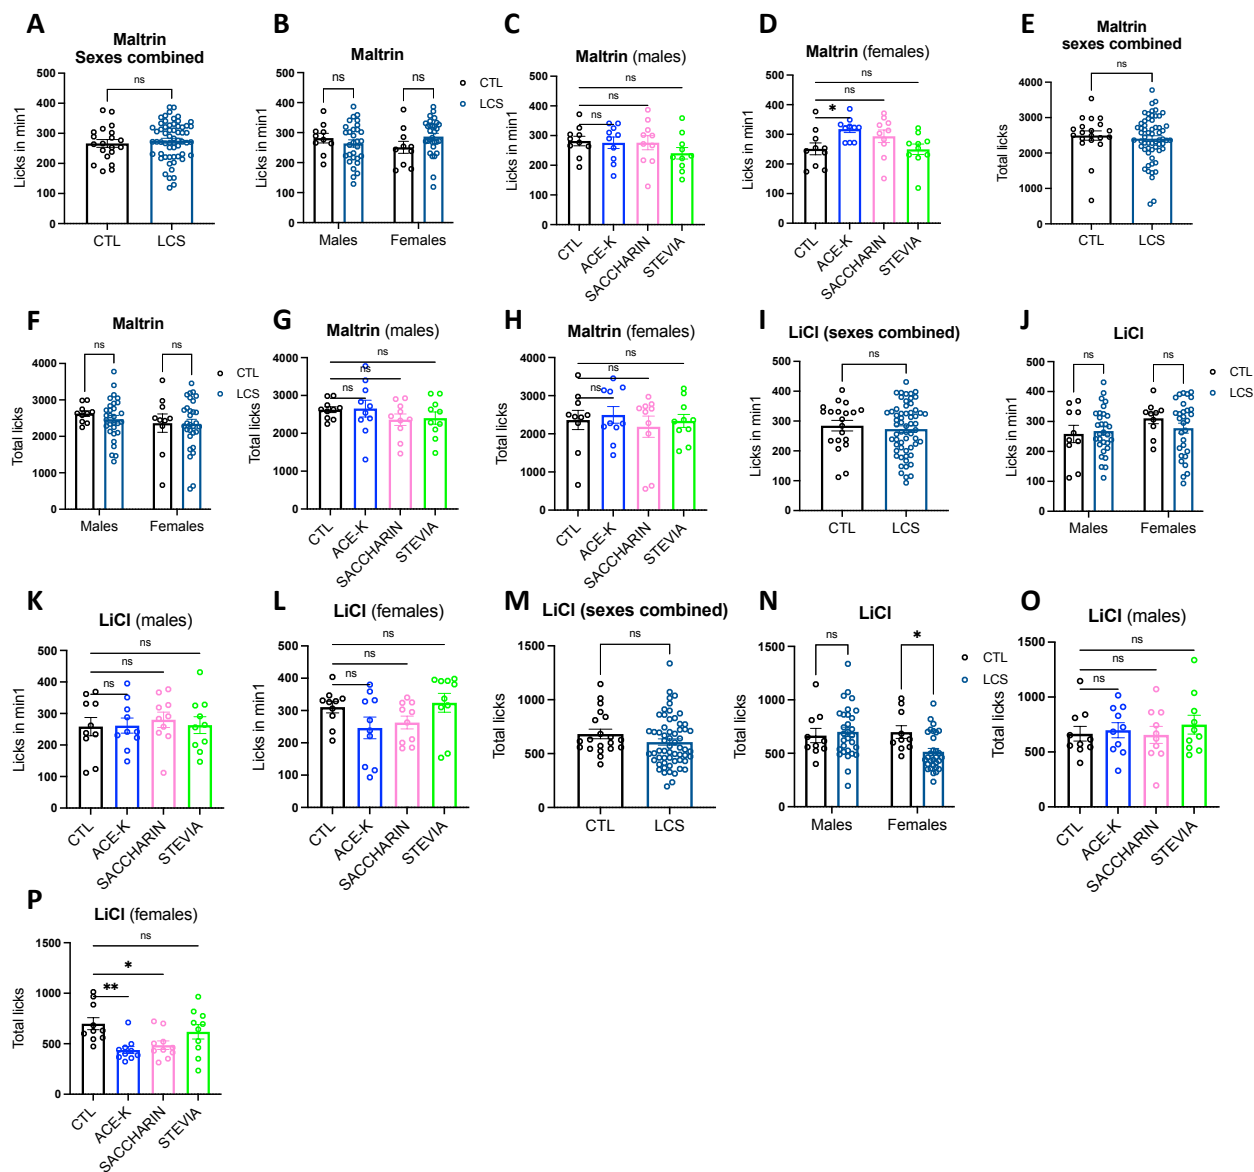 A
Maltrin
Sexes combined
ns
500
400
300
200
100
0
Licks in min1
CTL
LCS
B
Maltrin
ns
ns
CTL
LCS
500
400
300
200
100
0
Licks in min1
Males
Females
C
Maltrin (males)
ns
ns
ns
500
400
300
200
100
0
Licks in min1
CTL
ACE-K
SACCHARIN
STEVIA
D
Maltrin (females)
ns
ns
*
500
400
300
200
100
0
Licks in min1
CTL
ACE-K
SACCHARIN
STEVIA
E
Maltrin
sexes combined
ns
4000
3000
2000
1000
0
Total licks
CTL
LCS
F
Maltrin
ns
ns
CTL
LCS
4000
3000
2000
1000
0
Total licks
Males
Females
G
Maltrin (males)
ns
ns
ns
4000
3000
2000
1000
0
Total licks
CTL
ACE-K
SACCHARIN
STEVIA
H
Maltrin (females)
ns
ns
ns
4000
3000
2000
1000
0
Total licks
CTL
ACE-K
SACCHARIN
STEVIA
I
LiCl (sexes combined)
ns
500
400
300
200
100
0
Licks in min1
CTL
LCS
J
LiCl
ns
ns
CTL
LCS
500
400
300
200
100
0
Licks in min1
Males
Females
K
LiCl (males)
ns
ns
ns
500
400
300
200
100
0
Licks in min1
CTL
ACE-K
SACCHARIN
STEVIA
L
LiCl (females)
ns
ns
ns
500
400
300
200
100
0
Licks in min1
CTL
ACE-K
SACCHARIN
STEVIA
M
LiCl (sexes combined)
ns
1500
1000
500
0
Total licks
CTL
LCS
N
LiCl
ns
*
CTL
LCS
1500
1000
500
0
Total licks
Males
Females
O
LiCl (males)
ns
ns
ns
1500
1000
500
0
Total licks
CTL
ACE-K
SACCHARIN
STEVIA
P
LiCl (females)
ns
*
**
1500
1000
500
0
Total licks
CTL
ACE-K
SACCHARIN
STEVIA